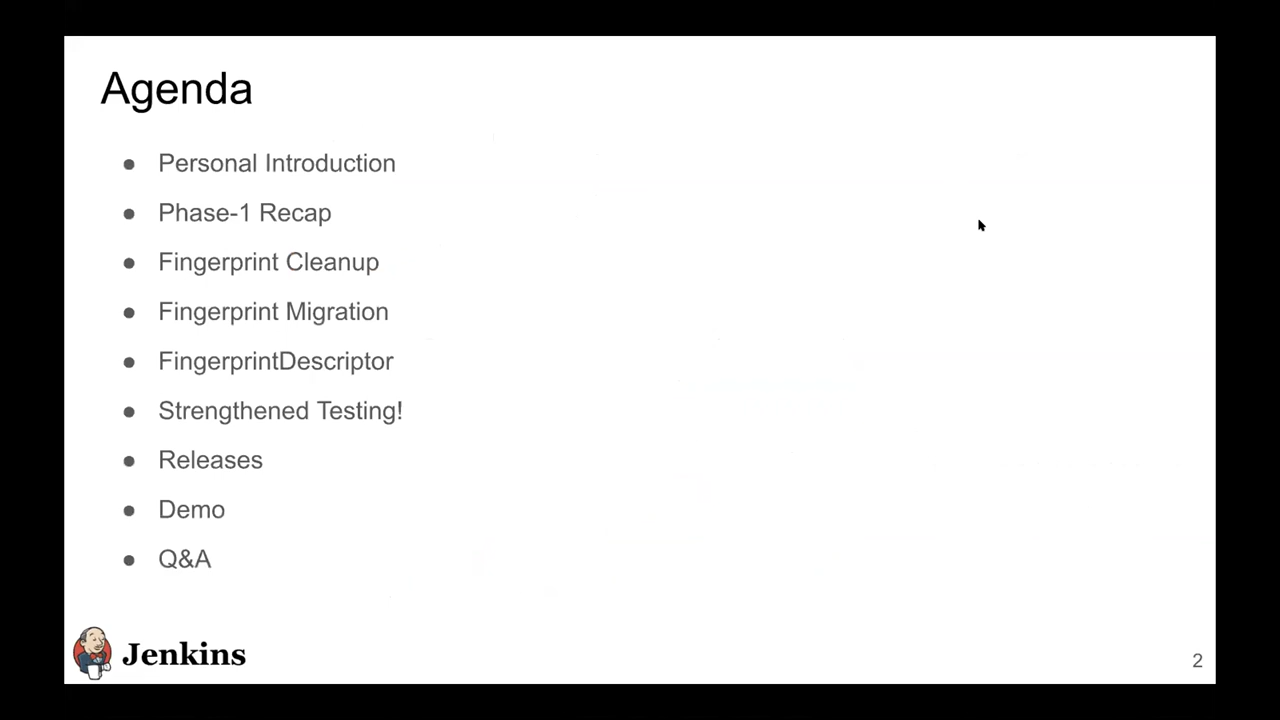 Agenda
● Personal Introduction
● Phase-1 Recap
● Fingerprint Cleanup
● Fingerprint Migration
● FingerprintDescriptor
● Strengthened Testing!
● Releases
● Demo
● Q&A
Jenkins
2